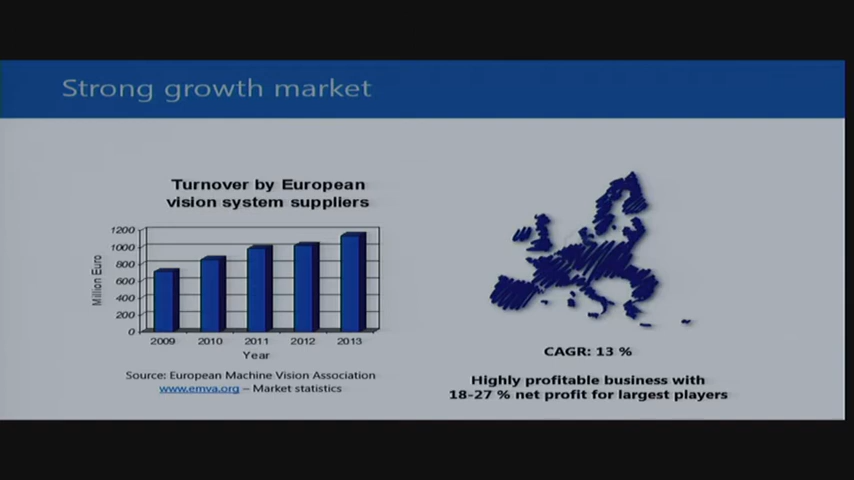 Strong growth market
Turnover by European
vision system suppliers
1200
1000
800
600
400
200
0
Million Euro
2009 2010 2011 2012 2013
Year
Source: European Machine Vision Association
www.emva.org – Market statistics
CAGR: 13 %
Highly profitable business with
18-27 % net profit for largest players